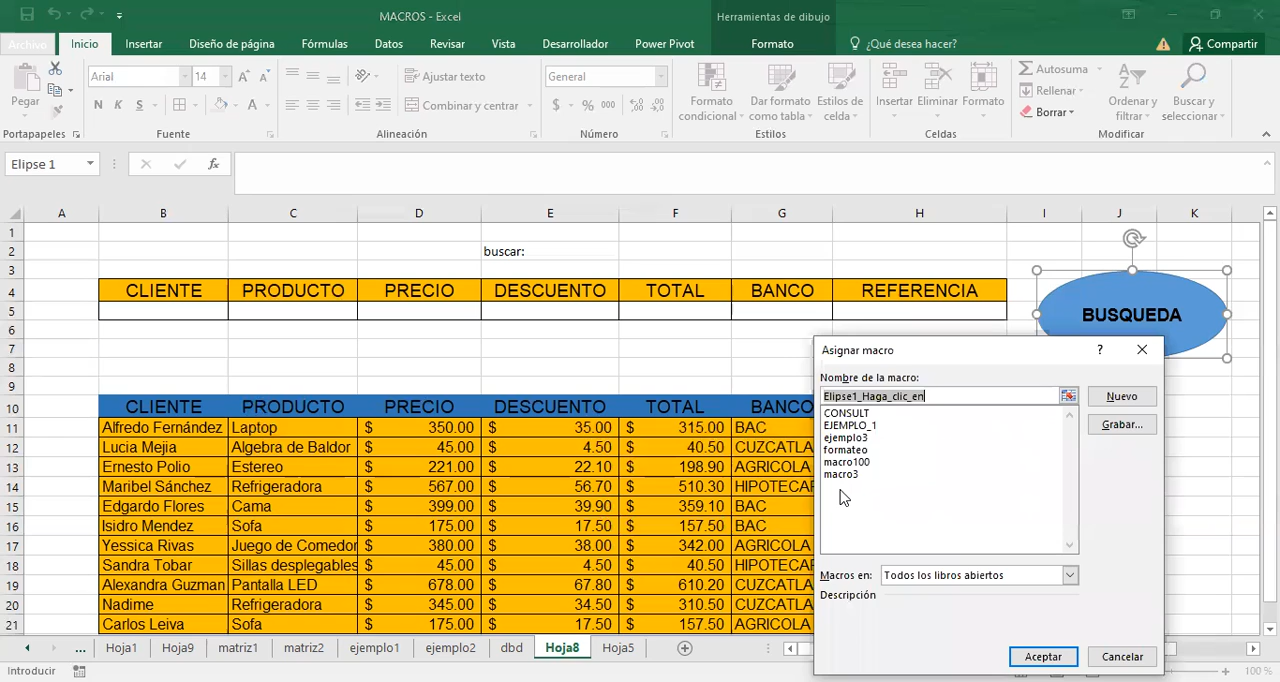 MACROS - Excel
Herramientas de dibujo
Archivo Inicio Insertar Diseño de página Fórmulas Datos Revisar Vista Desarrollador Power Pivot Formato ¿Qué desea hacer? Compartir
Arial 14 Ajustar texto General Autosuma
Pegar Formato condicional Dar formato como tabla Estilos de celda Insertar Eliminar Formato Rellenar Ordenar y filtrar Buscar y seleccionar
N K S Combinar y centrar $ % 000 Borrar
Portapapeles Fuente Alineación Número Estilos Celdas Modificar
Elipse 1 fx
A B C D E F G H I J K
1
2 buscar:
3
4 CLIENTE PRODUCTO PRECIO DESCUENTO TOTAL BANCO REFERENCIA
5
6
7
8
9
10 CLIENTE PRODUCTO PRECIO DESCUENTO TOTAL BANCO
11 Alfredo Fernández Laptop $ 350.00 $ 35.00 $ 315.00 BAC
12 Lucia Mejia Algebra de Baldor $ 45.00 $ 4.50 $ 40.50 CUZCATLA
13 Ernesto Polio Estereo $ 221.00 $ 22.10 $ 198.90 AGRICOLA
14 Maribel Sánchez Refrigeradora $ 567.00 $ 56.70 $ 510.30 HIPOTECAR
15 Edgardo Flores Cama $ 399.00 $ 39.90 $ 359.10 BAC
16 Isidro Mendez Sofa $ 175.00 $ 17.50 $ 157.50 BAC
17 Yessica Rivas Juego de Comedor $ 380.00 $ 38.00 $ 342.00 AGRICOLA
18 Sandra Tobar Sillas desplegables $ 45.00 $ 4.50 $ 40.50 HIPOTECAR
19 Alexandra Guzman Pantalla LED $ 678.00 $ 67.80 $ 610.20 CUZCATLA
20 Nadime Refrigeradora $ 345.00 $ 34.50 $ 310.50 CUZCATLA
21 Carlos Leiva Sofa $ 175.00 $ 17.50 $ 157.50 AGRICOLA
BUSQUEDA
Asignar macro ?
Nombre de la macro:
Elipse1_Haga_clic_en Nuevo
CONSULT
EJEMPLO_1 Grabar...
ejemplo3
formateo
macro100
macro3
Macros en: Todos los libros abiertos
Descripción
Aceptar Cancelar
... Hoja1 Hoja9 matriz1 matriz2 ejemplo1 ejemplo2 dbd Hoja8 Hoja5
Introducir 100 %